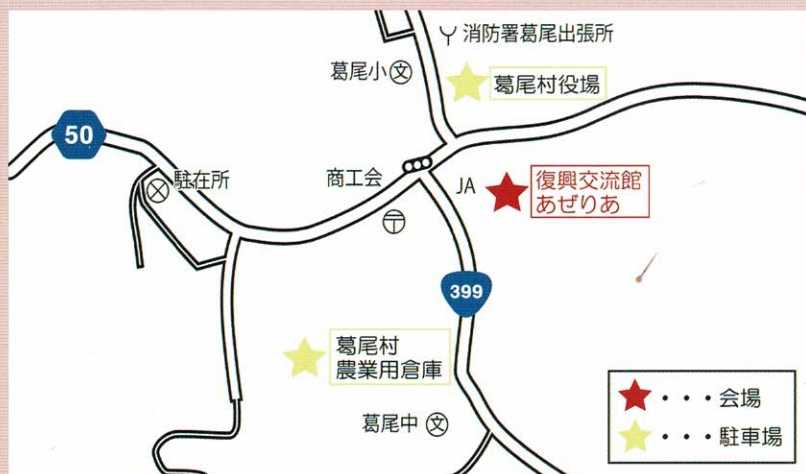 消防署葛尾出張所
葛尾小
文
葛尾村役場
50
駐在所
商工会
JA
復興交流館
あぜりあ
399
葛尾村
農業用倉庫
葛尾中
文
★・・・会場
★・・・駐車場